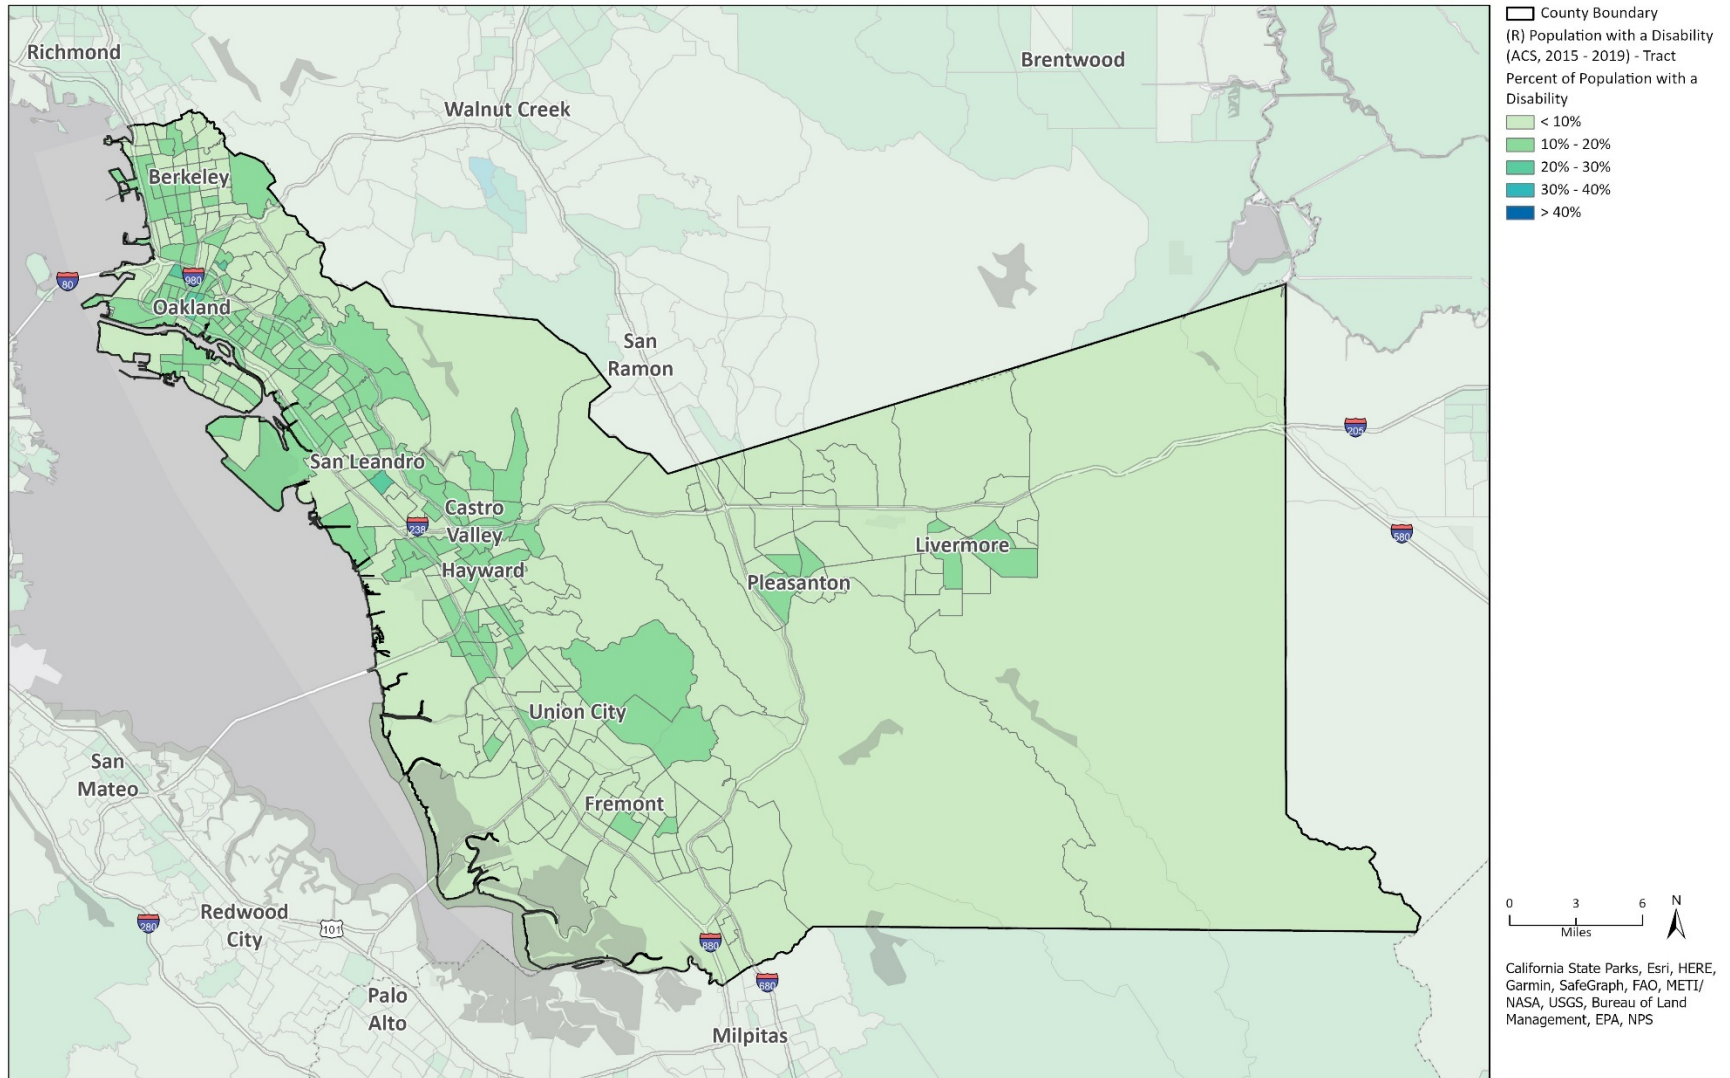 Richmond
Brentwood
Walnut Creek
Berkeley
80
980
Oakland
San
Ramon
205
San Leandro
Castro
Valley
238
580
Livermore
Hayward
Pleasanton
Union City
San
Mateo
Fremont
Redwood
City
280
101
880
680
Palo
Alto
Milpitas
County Boundary
(R) Population with a Disability
(ACS, 2015 - 2019) - Tract
Percent of Population with a
Disability
< 10%
10% - 20%
20% - 30%
30% - 40%
> 40%
0 3 6
Miles
N
California State Parks, Esri, HERE,
Garmin, SafeGraph, FAO, METI/
NASA, USGS, Bureau of Land
Management, EPA, NPS